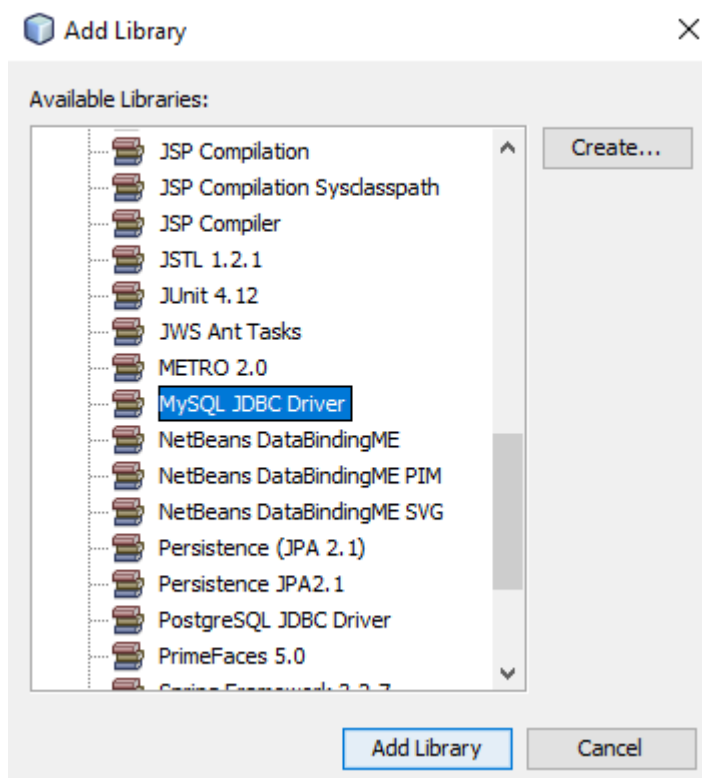 Add Library
Available Libraries:
JSP Compilation
Create...
JSP Compilation Sysclasspath
JSP Compiler
JSTL 1.2.1
JUnit 4.12
JWS Ant Tasks
METRO 2.0
MySQL JDBC Driver
NetBeans DataBindingME
NetBeans DataBindingME PIM
NetBeans DataBindingME SVG
Persistence (JPA 2.1)
Persistence JPA2.1
PostgreSQL JDBC Driver
PrimeFaces 5.0
Spring Framework
Add Library
Cancel